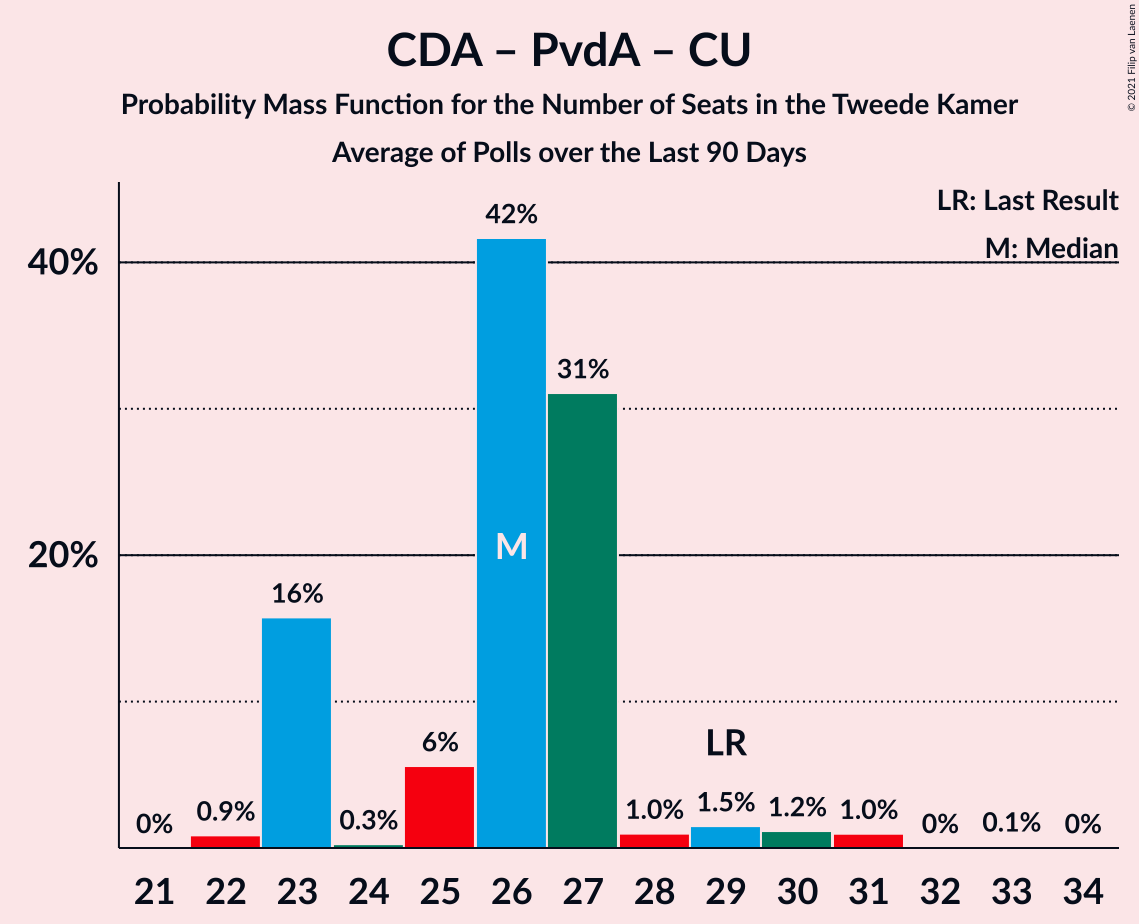 CDA – PvdA – CU
Probability Mass Function for the Number of Seats in the Tweede Kamer
Average of Polls over the Last 90 Days
© 2021 Filip van Laenen
LR: Last Result
M: Median
40%
20%
0%
0.9%
16%
0.3%
6%
42%
M
31%
1.0%
LR
1.5%
1.2%
1.0%
0%
0.1%
0%
21 22 23 24 25 26 27 28 29 30 31 32 33 34